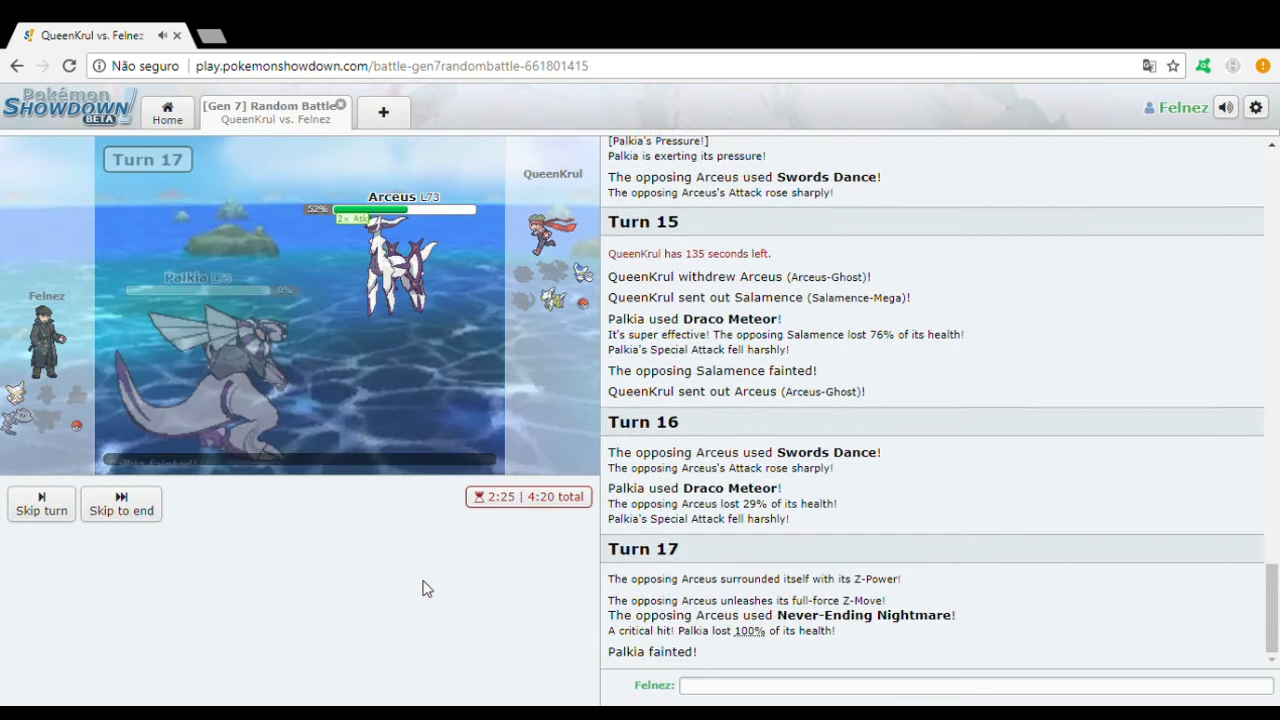 QueenKrul vs. Felnez
Não seguro
play.pokemonshowdown.com/battle-gen7randombattle-661801415
Pokémon
SHOWDOWN
BETA
Home
[Gen 7] Random Battle
QueenKrul vs. Felnez
+
Felnez
Turn 17
Arceus L73
52%
2× Atk
QueenKrul
Palkia
0%
Felnez
Palkia fainted!
Skip turn
Skip to end
2:25 | 4:20 total
[Palkia's Pressure!]
Palkia is exerting its pressure!
The opposing Arceus used Swords Dance!
The opposing Arceus's Attack rose sharply!
Turn 15
QueenKrul has 135 seconds left.
QueenKrul withdrew Arceus (Arceus-Ghost)!
QueenKrul sent out Salamence (Salamence-Mega)!
Palkia used Draco Meteor!
It's super effective! The opposing Salamence lost 76% of its health!
Palkia's Special Attack fell harshly!
The opposing Salamence fainted!
QueenKrul sent out Arceus (Arceus-Ghost)!
Turn 16
The opposing Arceus used Swords Dance!
The opposing Arceus's Attack rose sharply!
Palkia used Draco Meteor!
The opposing Arceus lost 29% of its health!
Palkia's Special Attack fell harshly!
Turn 17
The opposing Arceus surrounded itself with its Z-Power!
The opposing Arceus unleashes its full-force Z-Move!
The opposing Arceus used Never-Ending Nightmare!
A critical hit! Palkia lost 100% of its health!
Palkia fainted!
Felnez: